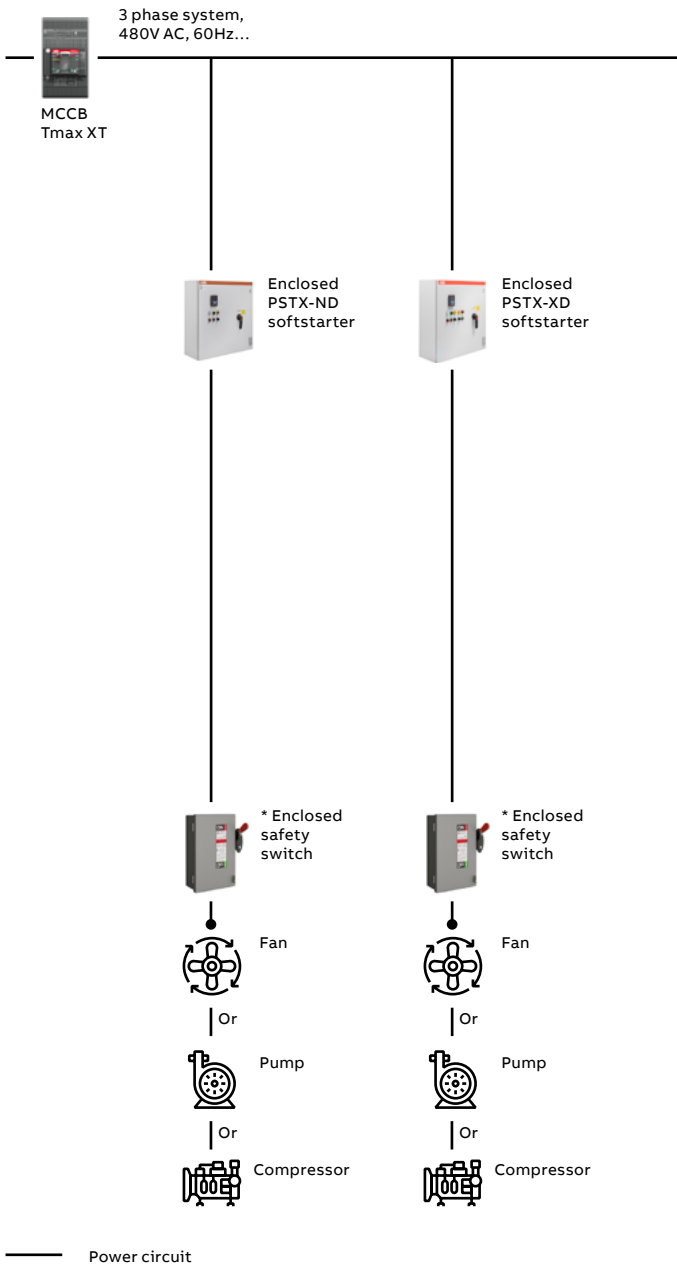 3 phase system,
480V AC, 60Hz...
MCCB
Tmax XT
Enclosed
PSTX-ND
softstarter
Enclosed
PSTX-XD
softstarter
* Enclosed
safety
switch
* Enclosed
safety
switch
Fan
Fan
Or
Or
Pump
Pump
Or
Or
Compressor
Compressor
Power circuit